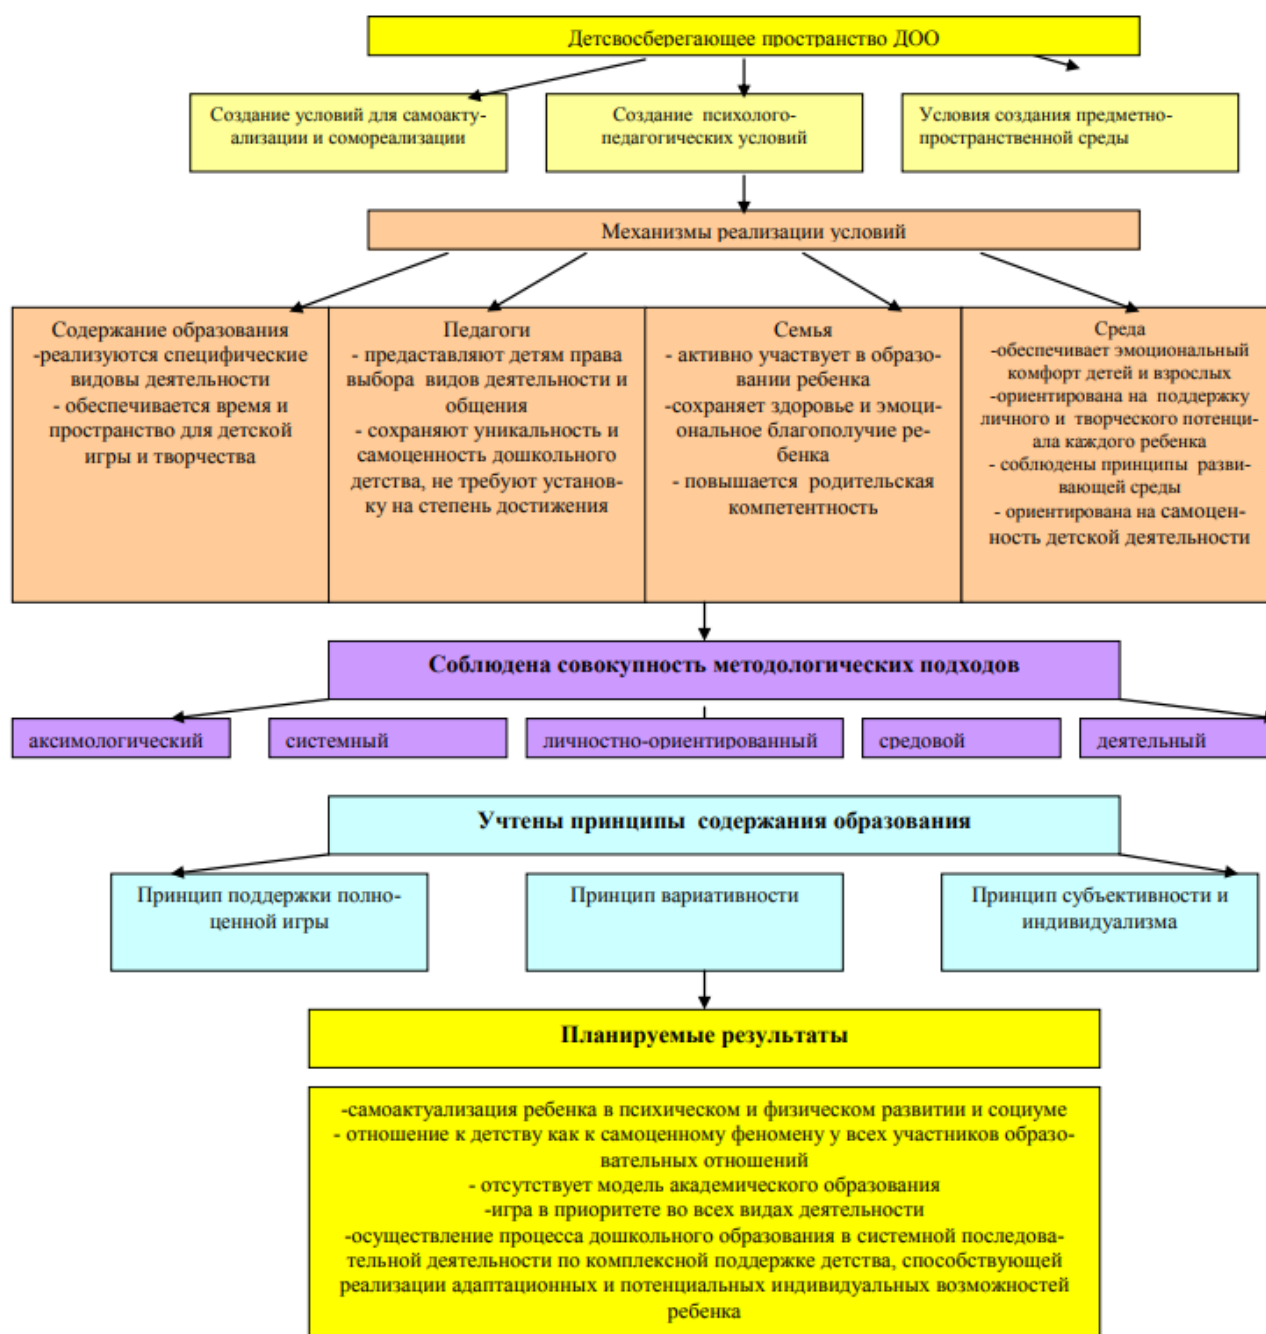 Детсвосберегающее пространство ДОО
Создание условий для самоакту-
ализации и сомореализации
Создание психолого-
педагогических условий
Условия создания предметно-
пространственной среды
Механизмы реализации условий
Содержание образования
-реализуются специфические
видовы деятельности
- обеспечивается время и
пространство для детской
игры и творчества
Педагоги
- предаставляют детям права
выбора видов деятельности и
общения
- сохраняют уникальность и
самоценность дошкольного
детства, не требуют установ-
ку на степень достижения
Семья
- активно участвует в образо-
вании ребенка
-сохраняет здоровье и эмоци-
ональное благополучие ре-
бенка
- повышается родительская
компетентность
Среда
-обеспечивает эмоциональный
комфорт детей и взрослых
-ориентирована на поддержку
личного и творческого потенци-
ала каждого ребенка
- соблюдены принципы разви-
вающей среды
- ориентирована на самоцен-
ность детской деятельности
Соблюдена совокупность методологических подходов
аксимологический
системный
личностно-ориентированный
средовой
деятельный
Учтены принципы содержания образования
Принцип поддержки полно-
ценной игры
Принцип вариативности
Принцип субъективности и
индивидуализма
Планируемые результаты
-самоактуализация ребенка в психическом и физическом развитии и социуме
- отношение к детству как к самоценному феномену у всех участников образо-
вательных отношений
- отсутствует модель академического образования
-игра в приоритете во всех видах деятельности
-осуществление процесса дошкольного образования в системной последова-
тельной деятельности по комплексной поддержке детства, способствующей
реализации адаптационных и потенциальных индивидуальных возможностей
ребенка